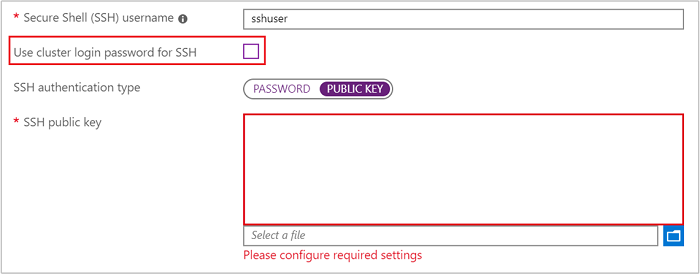 * Secure Shell (SSH) username
sshuser
Use cluster login password for SSH
SSH authentication type
PASSWORD PUBLIC KEY
* SSH public key
Select a file
Please configure required settings